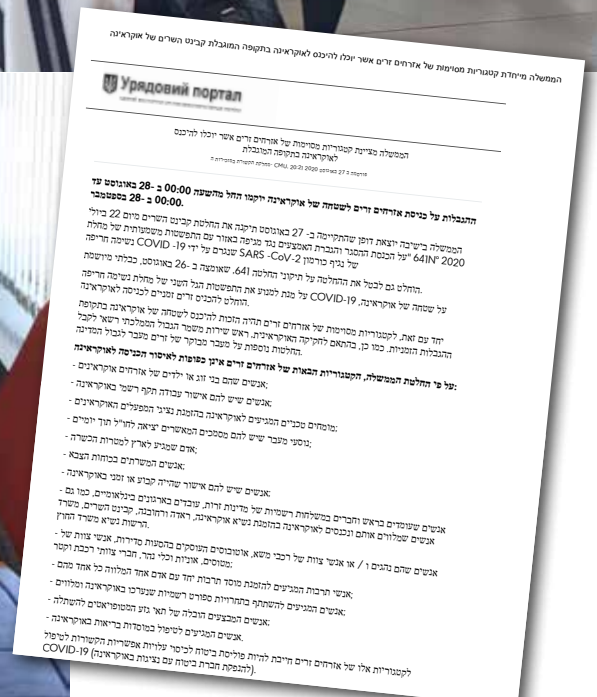 הממשלה מייחדת קטגוריות מסוימות של אזרחים זרים אשר יוכלו להיכנס לאוקראינה בתקופה המוגבלת קבינט השרים של אוקראינה
Урядовий портал
הממשלה מציינת קטגוריות מסוימות של אזרחים זרים אשר יוכלו להיכנס
לאוקראינה בתקופה המוגבלת
ההגבלות על כניסת אזרחים זרים לשטחה של אוקראינה יוקמו החל מהשעה 00:00 ב -28 באוגוסט עד
00:00 ב -28 בספטמבר.
הממשלה בישיבה יוצאת דופן שהתקיימה ב- 27 באוגוסט תיקנה את החלטת קבינט השרים מיום 22 ביולי
2020 №641 "על הכנסת ההסגר והגברת האמצעים נגד מגיפה באזור עם התפשטות משמעותית של מחלת
נשימה חריפה COVID -19 שנגרם על ידי SARS -CoV-2 של נגיף כורמון
הוחלט גם לבטל את ההחלטה על תיקוני החלטה 641. שאומצה ב -26 באוגוסט, כבלתי מיושמת.
על שטחה של אוקראינה, COVID-19 על מנת למנוע את התפשטות הגל השני של מחלת נשימה חריפה
הוחלט להכניס זרים זמניים לכניסה לאוקראינה.
יחד עם זאת, לקטגוריות מסוימות של אזרחים זרים תהיה הזכות להיכנס לשטחה של אוקראינה בתקופת
ההגבלות הזמניות. כמו כן, בהתאם לחקיקה האוקראינית. ראש שירות משמר הגבול הממלכתי רשאי לקבל
החלטות נוספות על מעבר מבוקר של זרים מעבר לגבול המדינה.
על פי החלטת הממשלה, הקטגוריות הבאות של אזרחים זרים אינן כפופות לאיסור הכניסה לאוקראינה:
- אנשים שהם בני זוג או ילדים של אזרחים אוקראינים;
- אנשים שיש להם אישור עבודה תקף רשמי באוקראינה;
- מומחים טכניים המגיעים לאוקראינה בהזמנת נציגי המפעלים האוקראינים;
- נוסעי מעבר שיש להם מסמכים המאשרים יציאה לחו"ל תוך יומיים;
- אדם שמגיע לארץ למטרות הכשרה;
- אנשים המשרתים בכוחות הצבא;
- אנשים שיש להם אישור שהייה קבוע או זמני באוקראינה;
- אנשים שעומדים בראש וחברים במשלחות רשמיות של מדינות זרות, עובדים בארגונים בינלאומיים, כמו גם
אנשים שמלווים אותם ונכנסים לאוקראינה בהזמנת נשיא אוקראינה, ראדה ורחובנה, קבינט השרים, משרד
הרשות נשיא משרד החוץ.
- אנשים שהם נהגים ו / או אנשי צוות של רכבי משא, אוטובוסים העוסקים בהסעות סדירות, אנשי צוות של
מטוסים, אוניות וכלי נהר, חברי צוותי רכבת וקטר;
- אנשי תרבות המגיעים להזמנת מוסד תרבות יחד עם אדם אחד המלווה כל אחד מהם;
- אנשים המגיעים להשתתף בתחרויות ספורט רשמיות שנערכו באוקראינה ומלווים;
- אנשים המבצעים הובלה של תאי גזע המטופויאטים להשתלה;
- אנשים המגיעים לטיפול במוסדות בריאות באוקראינה.
לקטגוריות אלו של אזרחים זרים חייבת להיות פוליסת ביטוח לכיסוי עלויות אפשריות הקשורות לטיפול
COVID-19 (להנפקת חברת ביטוח עם נציגות באוקראינה).